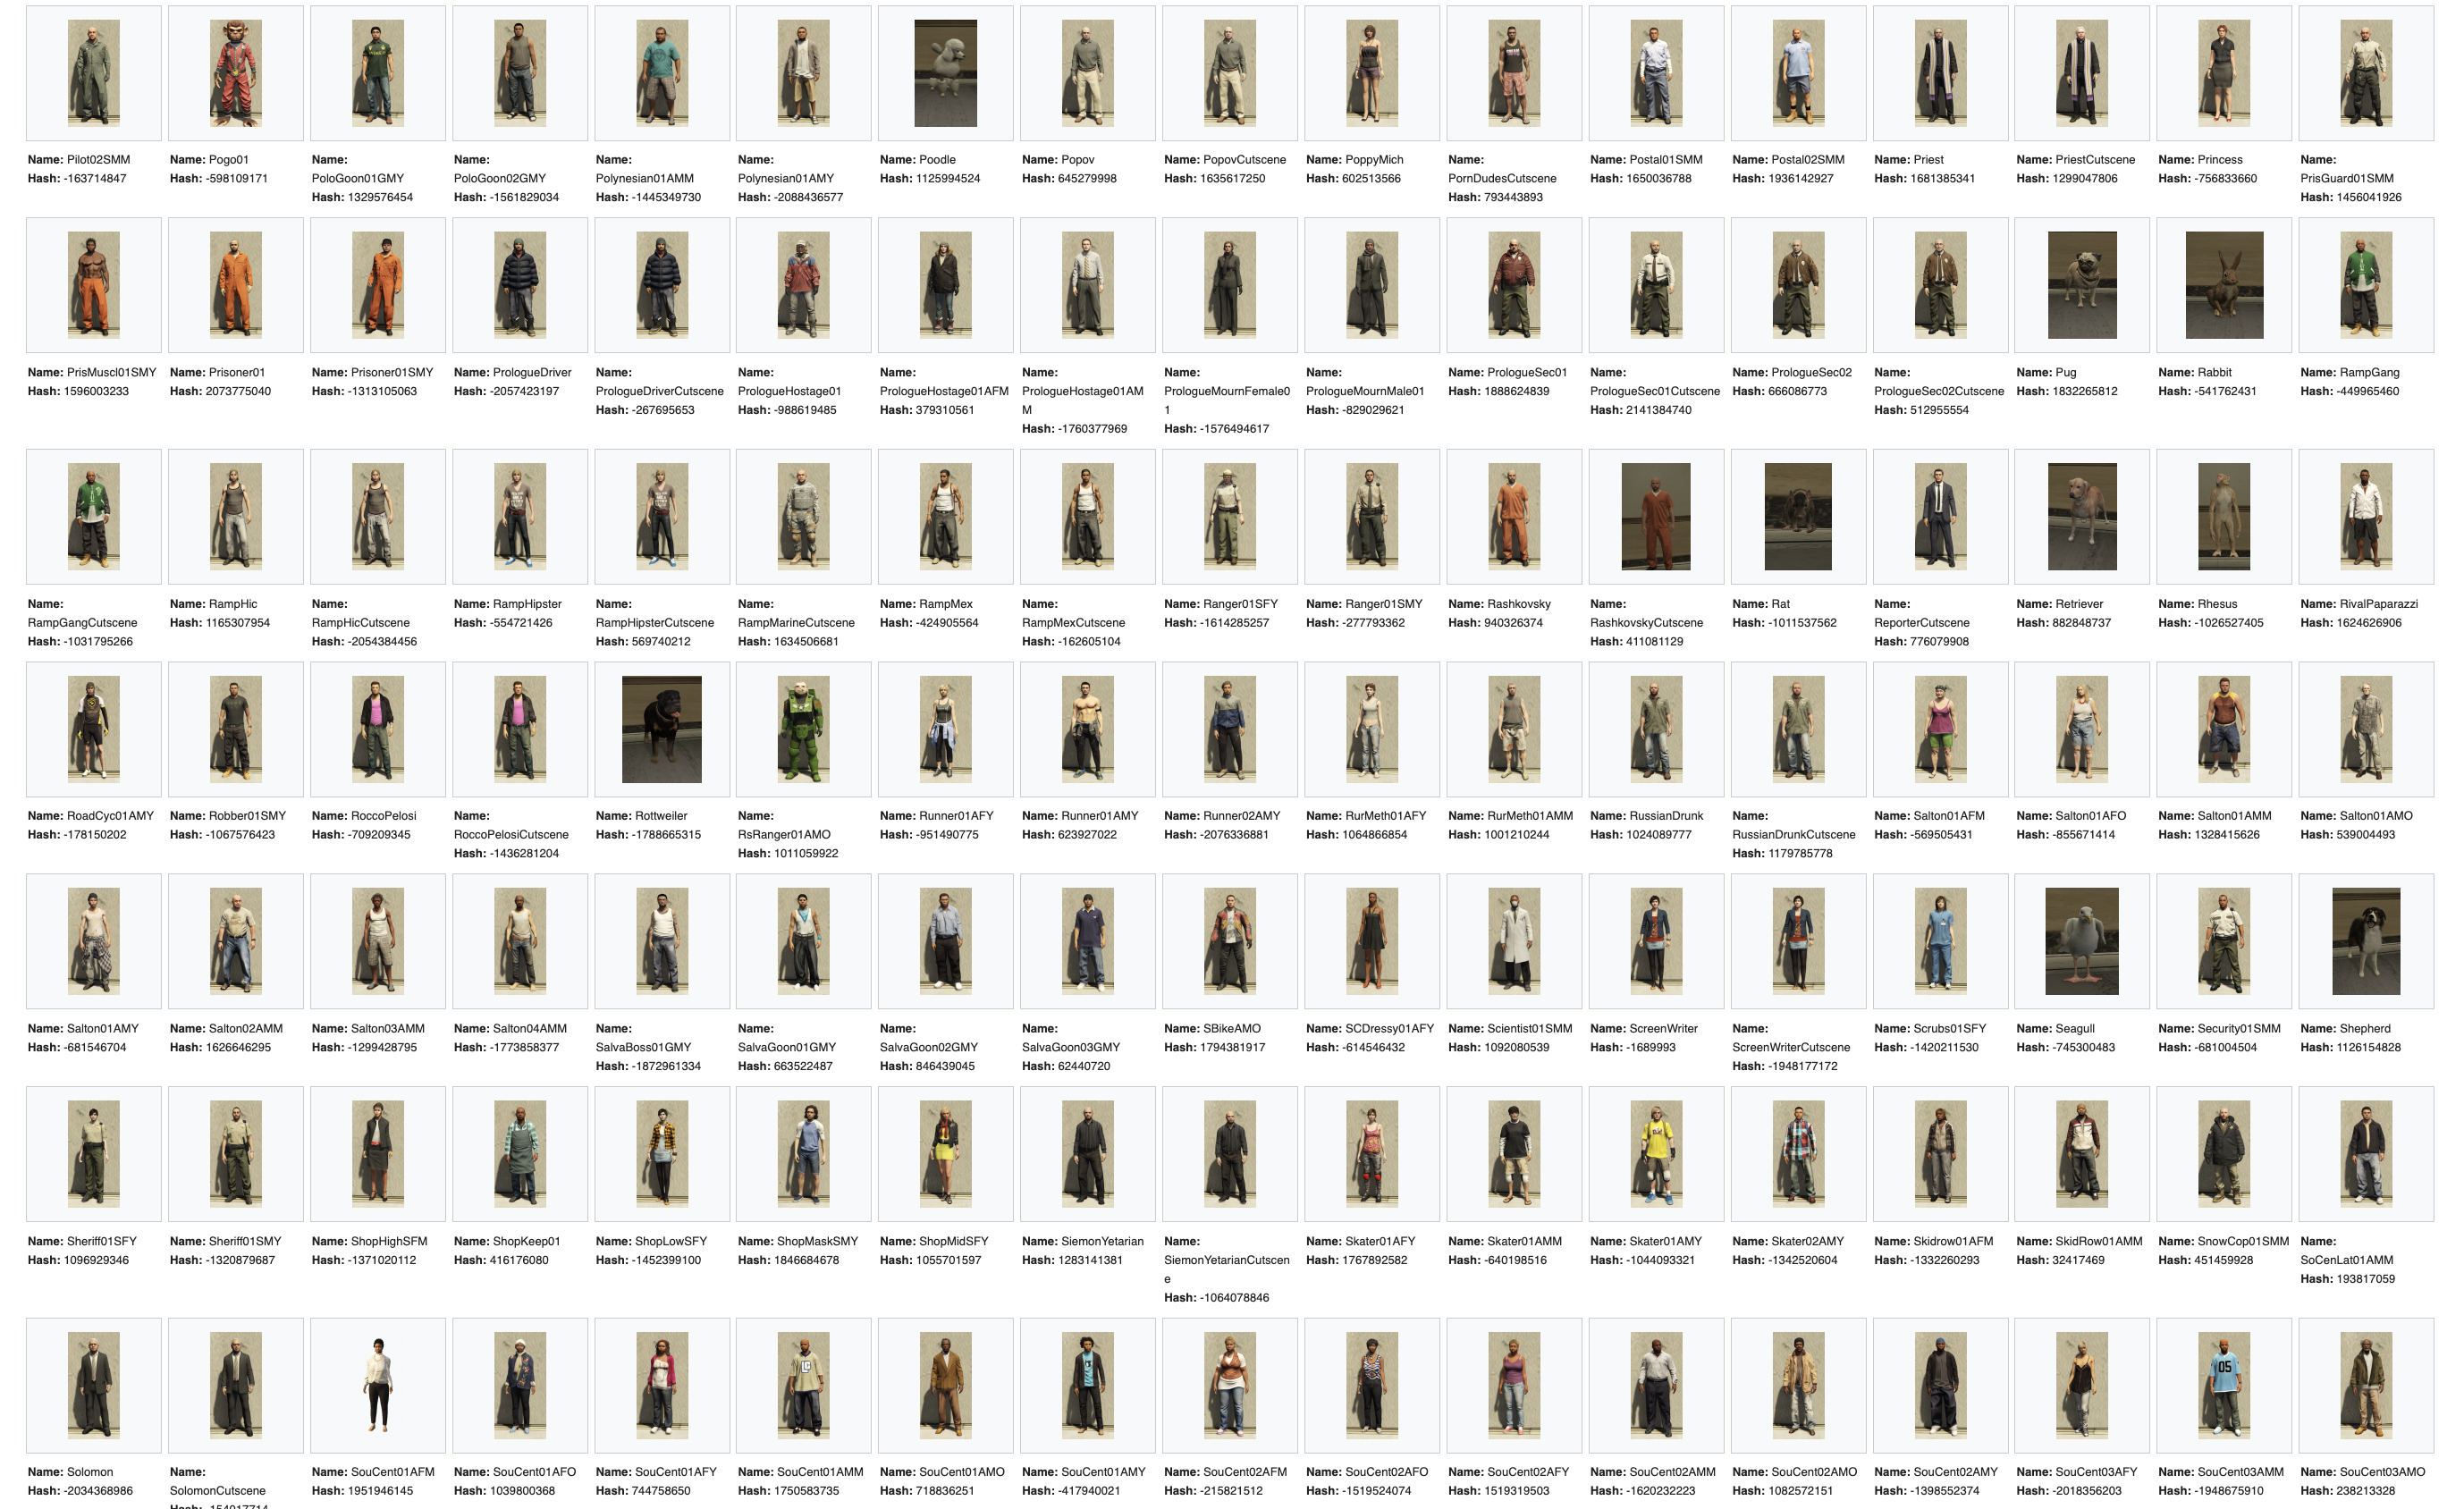 Name: Pilot02SMM
Hash: -163714847
Name: Pogo01
Hash: -598109171
Name:
PoloGoon01GMY
Hash: 1329576454
Name:
PoloGoon02GMY
Hash: -1561829034
Name:
Polynesian01AMM
Hash: -1445349730
Name:
Polynesian01AMY
Hash: -2088436577
Name: Poodle
Hash: 1125994524
Name: Popov
Hash: 645279998
Name: PopovCutscene
Hash: 1635617250
Name: PoppyMich
Hash: 602513566
Name:
PornDudesCutscene
Hash: 793443893
Name: Postal01SMM
Hash: 1650036788
Name: Postal02SMM
Hash: 1936142927
Name: Priest
Hash: 1681385341
Name: PriestCutscene
Hash: 1299047806
Name: Princess
Hash: -756833660
Name:
PrisGuard01SMM
Hash: 1456041926
Name: PrisMuscl01SMY
Hash: 1596003233
Name: Prisoner01
Hash: 2073775040
Name: Prisoner01SMY
Hash: -1313105063
Name: PrologueDriver
Hash: -2057423197
Name:
PrologueDriverCutscene
Hash: -267695653
Name:
PrologueHostage01
Hash: -988619485
Name:
PrologueHostage01AFM
Hash: 379310561
Name:
PrologueHostage01AM
M
Hash: -1760377969
Name:
PrologueMournFemale0
1
Hash: -1576494617
Name:
PrologueMournMale01
Hash: -829029621
Name: PrologueSec01
Hash: 1888624839
Name:
PrologueSec01Cutscene
Hash: 2141384740
Name: PrologueSec02
Hash: 666086773
Name:
PrologueSec02Cutscene
Hash: 512955554
Name: Pug
Hash: 1832265812
Name: Rabbit
Hash: -541762431
Name: RampGang
Hash: -449965460
Name:
RampGangCutscene
Hash: -1031795266
Name: RampHic
Hash: 1165307954
Name:
RampHicCutscene
Hash: -2054384456
Name: RampHipster
Hash: -554721426
Name:
RampHipsterCutscene
Hash: 569740212
Name:
RampMarineCutscene
Hash: 1634506681
Name: RampMex
Hash: -424905564
Name:
RampMexCutscene
Hash: -162605104
Name: Ranger01SFY
Hash: -1614285257
Name: Ranger01SMY
Hash: -277793362
Name: Rashkovsky
Hash: 940326374
Name:
RashkovskyCutscene
Hash: 411081129
Name: Rat
Hash: -1011537562
Name:
ReporterCutscene
Hash: 776079908
Name: Retriever
Hash: 882848737
Name: Rhesus
Hash: -1026527405
Name: RivalPaparazzi
Hash: 1624626906
Name: RoadCyc01AMY
Hash: -178150202
Name: Robber01SMY
Hash: -1067576423
Name: RoccoPelosi
Hash: -709209345
Name:
RoccoPelosiCutscene
Hash: -1436281204
Name: Rottweiler
Hash: -1788665315
Name:
RsRanger01AMO
Hash: 1011059922
Name: Runner01AFY
Hash: -951490775
Name: Runner01AMY
Hash: 623927022
Name: Runner02AMY
Hash: -2076336881
Name: RurMeth01AFY
Hash: 1064866854
Name: RurMeth01AMM
Hash: 1001210244
Name: RussianDrunk
Hash: 1024089777
Name:
RussianDrunkCutscene
Hash: 1179785778
Name: Salton01AFM
Hash: -569505431
Name: Salton01AFO
Hash: -855671414
Name: Salton01AMM
Hash: 1328415626
Name: Salton01AMO
Hash: 539004493
Name: Salton01AMY
Hash: -681546704
Name: Salton02AMM
Hash: 1626646295
Name: Salton03AMM
Hash: -1299428795
Name: Salton04AMM
Hash: -1773858377
Name:
SalvaBoss01GMY
Hash: -1872961334
Name:
SalvaGoon01GMY
Hash: 663522487
Name:
SalvaGoon02GMY
Hash: 846439045
Name:
SalvaGoon03GMY
Hash: 62440720
Name: SBikeAMO
Hash: 1794381917
Name: SCDressy01AFY
Hash: -614546432
Name: Scientist01SMM
Hash: 1092080539
Name: ScreenWriter
Hash: -1689993
Name:
ScreenWriterCutscene
Hash: -1948177172
Name: Scrubs01SFY
Hash: -1420211530
Name: Seagull
Hash: -745300483
Name: Security01SMM
Hash: -681004504
Name: Shepherd
Hash: 1126154828
Name: Sheriff01SFY
Hash: 1096929346
Name: Sheriff01SMY
Hash: -1320879687
Name: ShopHighSFM
Hash: -1371020112
Name: ShopKeep01
Hash: 416176080
Name: ShopLowSFY
Hash: -1452399100
Name: ShopMaskSMY
Hash: 1846684678
Name: ShopMidSFY
Hash: 1055701597
Name: SiemonYetarian
Hash: 1283141381
Name:
SiemonYetarianCutscen
e
Hash: -1064078846
Name: Skater01AFY
Hash: 1767892582
Name: Skater01AMM
Hash: -640198516
Name: Skater01AMY
Hash: -1044093321
Name: Skater02AMY
Hash: -1342520604
Name: Skidrow01AFM
Hash: -1332260293
Name: SkidRow01AMM
Hash: 32417469
Name: SnowCop01SMM
Hash: 451459928
Name:
SoCenLat01AMM
Hash: 193817059
05
Name: Solomon
Hash: -2034368986
Name:
SolomonCutscene
Name: SouCent01AFM
Hash: 1951946145
Name: SouCent01AFO
Hash: 1039800368
Name: SouCent01AFY
Hash: 744758650
Name: SouCent01AMM
Hash: 1750583735
Name: SouCent01AMO
Hash: 718836251
Name: SouCent01AMY
Hash: -417940021
Name: SouCent02AFM
Hash: -215821512
Name: SouCent02AFO
Hash: -1519524074
Name: SouCent02AFY
Hash: 1519319503
Name: SouCent02AMM
Hash: -1620232223
Name: SouCent02AMO
Hash: 1082572151
Name: SouCent02AMY
Hash: -1398552374
Name: SouCent03AFY
Hash: -2018356203
Name: SouCent03AMM
Hash: -1948675910
Name: SouCent03AMO
Hash: 238213328